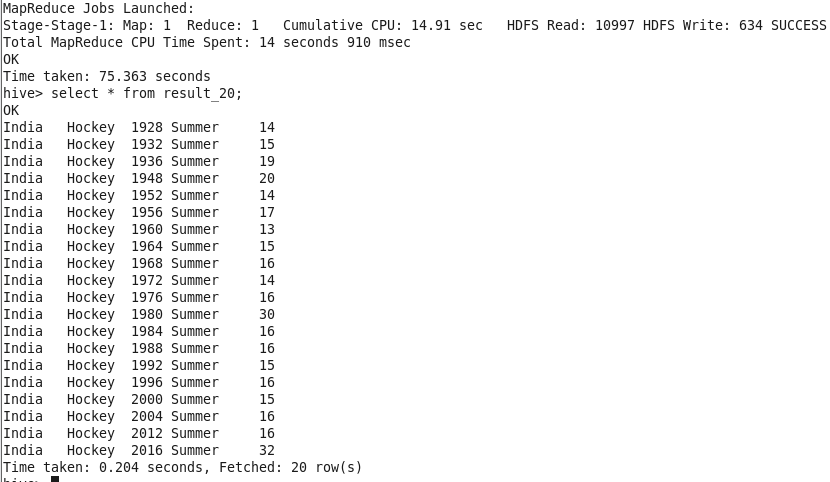 MapReduce Jobs Launched:
Stage-Stage-1: Map: 1  Reduce: 1   Cumulative CPU: 14.91 sec   HDFS Read: 10997 HDFS Write: 634 SUCCESS
Total MapReduce CPU Time Spent: 14 seconds 910 msec
OK
Time taken: 75.363 seconds
hive> select * from result_20;
OK
India   Hockey  1928 Summer     14
India   Hockey  1932 Summer     15
India   Hockey  1936 Summer     19
India   Hockey  1948 Summer     20
India   Hockey  1952 Summer     14
India   Hockey  1956 Summer     17
India   Hockey  1960 Summer     13
India   Hockey  1964 Summer     15
India   Hockey  1968 Summer     16
India   Hockey  1972 Summer     14
India   Hockey  1976 Summer     16
India   Hockey  1980 Summer     30
India   Hockey  1984 Summer     16
India   Hockey  1988 Summer     16
India   Hockey  1992 Summer     15
India   Hockey  1996 Summer     16
India   Hockey  2000 Summer     15
India   Hockey  2004 Summer     16
India   Hockey  2012 Summer     16
India   Hockey  2016 Summer     32
Time taken: 0.204 seconds, Fetched: 20 row(s)
hive>